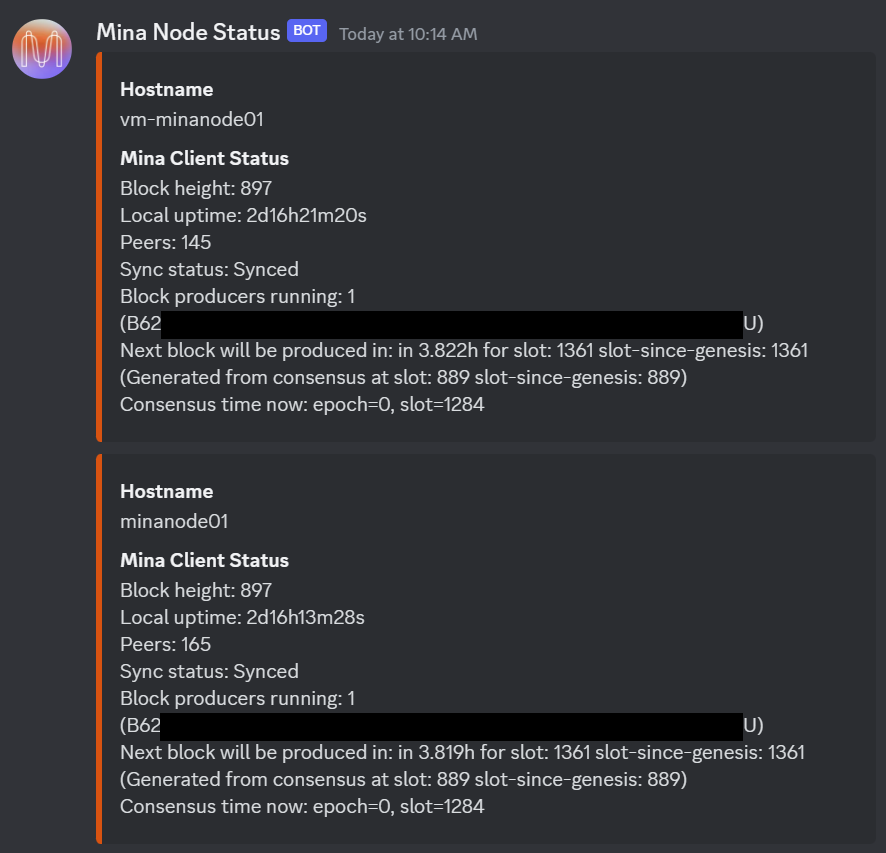 Mina Node Status BOT Today at 10:14 AM
Hostname
vm-minanode01
Mina Client Status
Block height: 897
Local uptime: 2d16h21m20s
Peers: 145
Sync status: Synced
Block producers running: 1
(B62 U)
Next block will be produced in: in 3.822h for slot: 1361 slot-since-genesis: 1361
(Generated from consensus at slot: 889 slot-since-genesis: 889)
Consensus time now: epoch=0, slot=1284
Hostname
minanode01
Mina Client Status
Block height: 897
Local uptime: 2d16h13m28s
Peers: 165
Sync status: Synced
Block producers running: 1
(B62 U)
Next block will be produced in: in 3.819h for slot: 1361 slot-since-genesis: 1361
(Generated from consensus at slot: 889 slot-since-genesis: 889)
Consensus time now: epoch=0, slot=1284